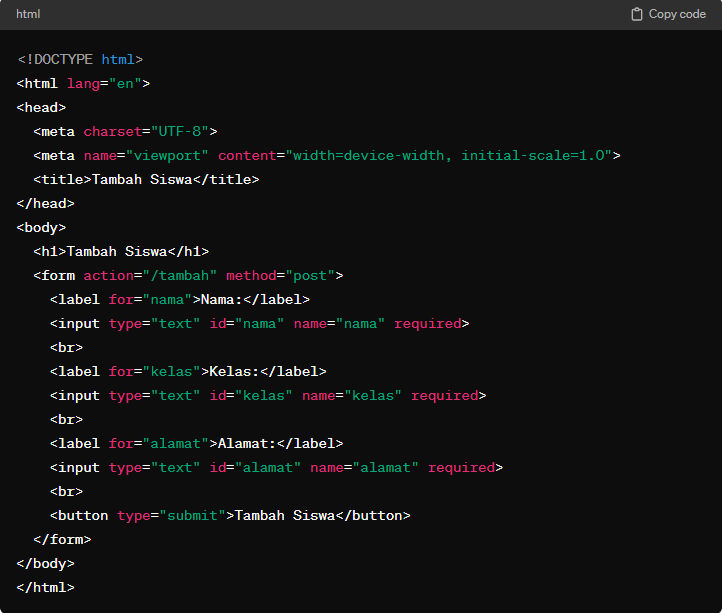 html
Copy code
<!DOCTYPE html>
<html lang="en">
<head>
  <meta charset="UTF-8">
  <meta name="viewport" content="width=device-width, initial-scale=1.0">
  <title>Tambah Siswa</title>
</head>
<body>
  <h1>Tambah Siswa</h1>
  <form action="/tambah" method="post">
    <label for="nama">Nama:</label>
    <input type="text" id="nama" name="nama" required>
    <br>
    <label for="kelas">Kelas:</label>
    <input type="text" id="kelas" name="kelas" required>
    <br>
    <label for="alamat">Alamat:</label>
    <input type="text" id="alamat" name="alamat" required>
    <br>
    <button type="submit">Tambah Siswa</button>
  </form>
</body>
</html>